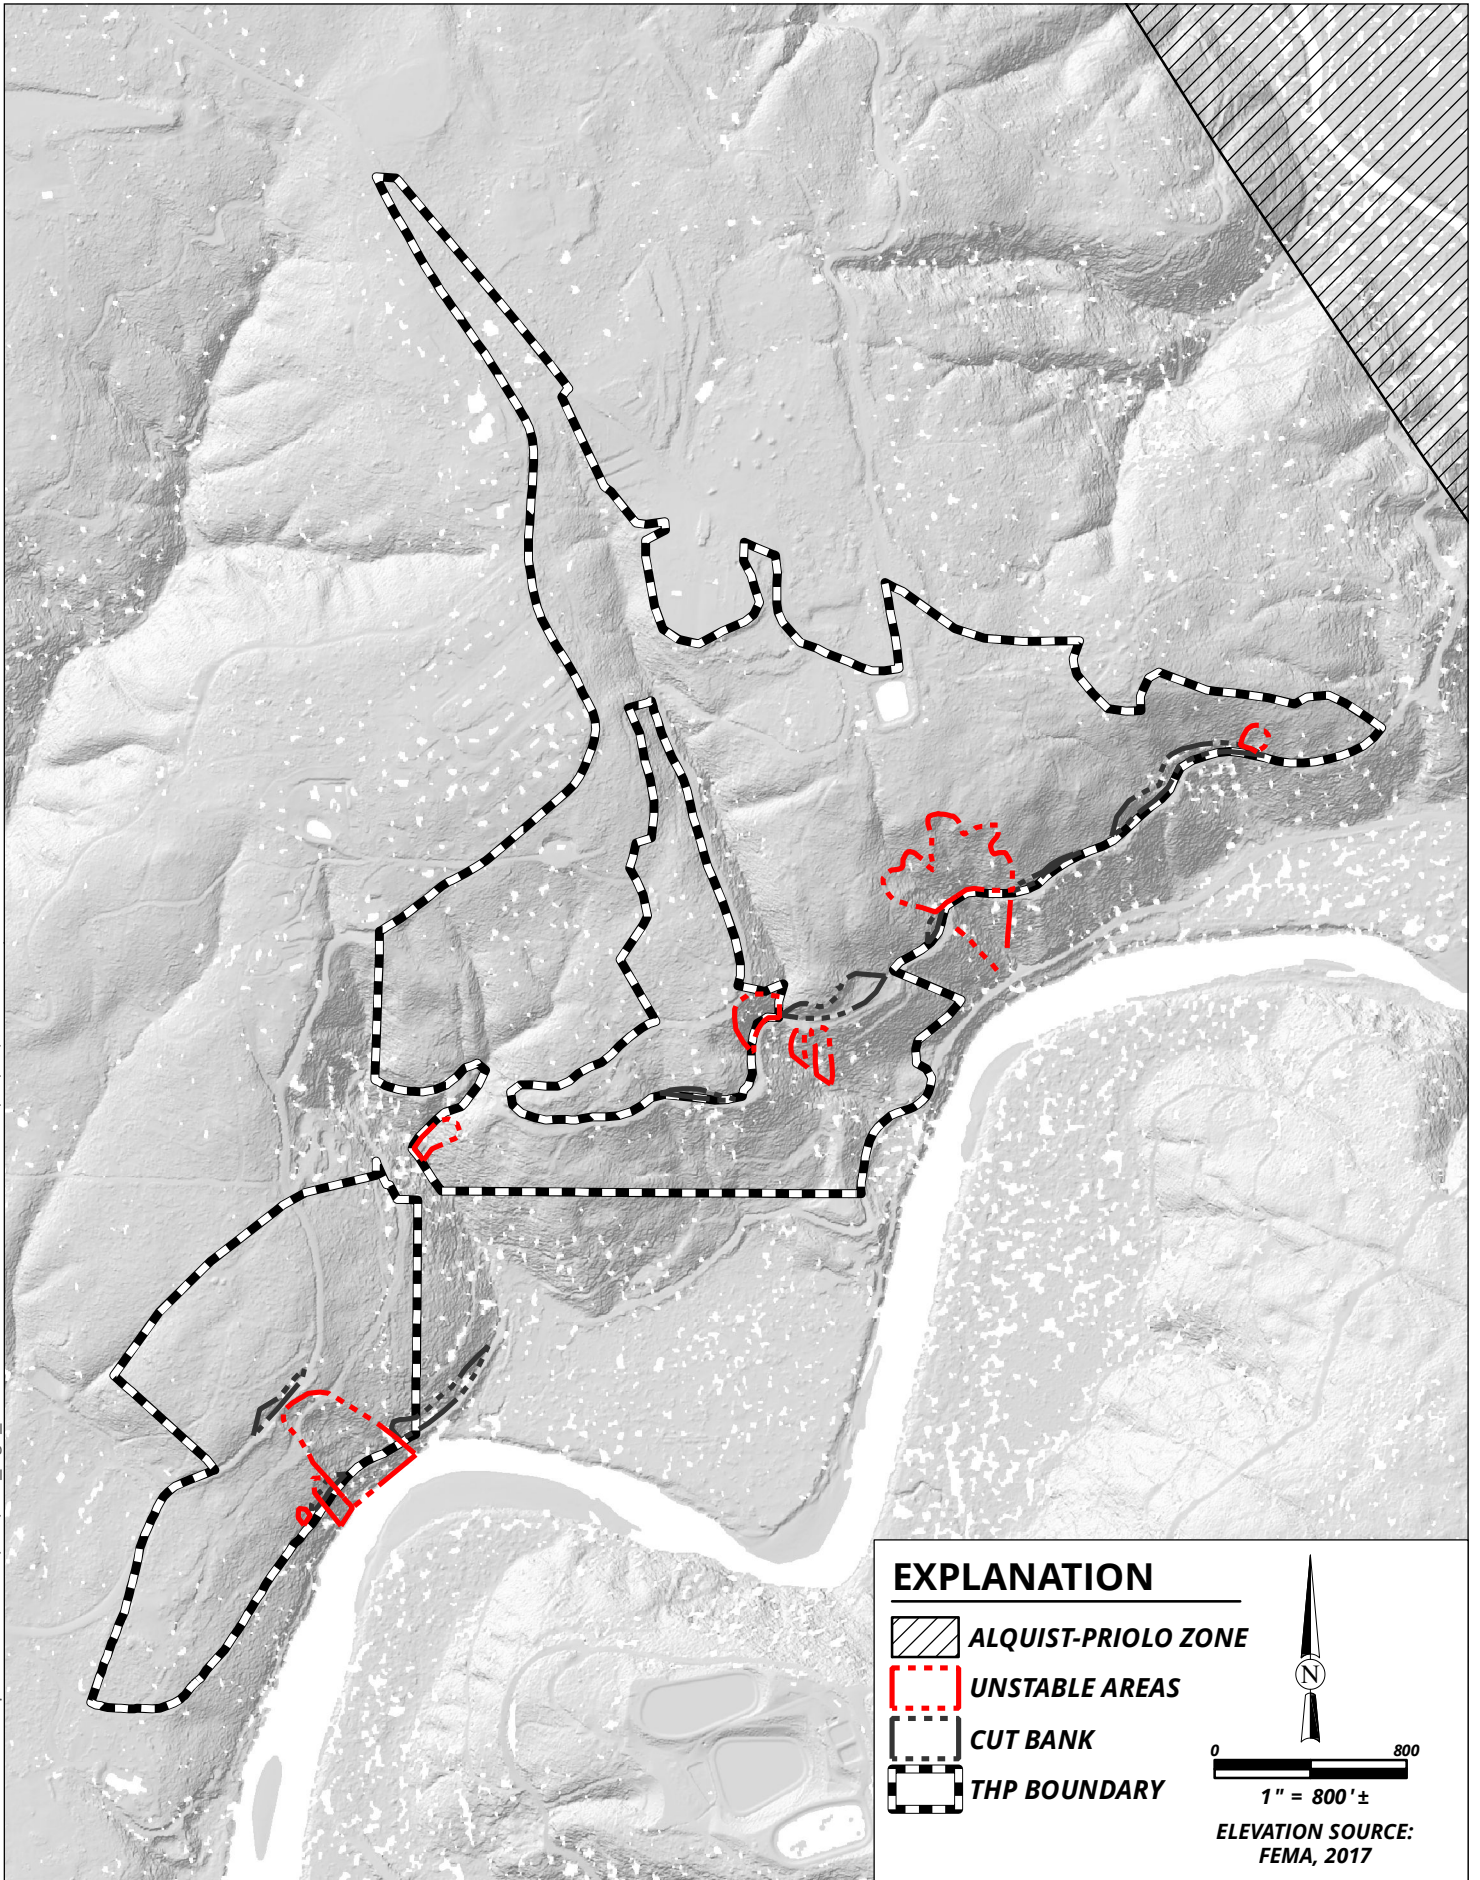 EXPLANATION
ALQUIST-PRIOLO ZONE
UNSTABLE AREAS
CUT BANK
THP BOUNDARY
N
0 800
1" = 800'±
ELEVATION SOURCE:
FEMA, 2017